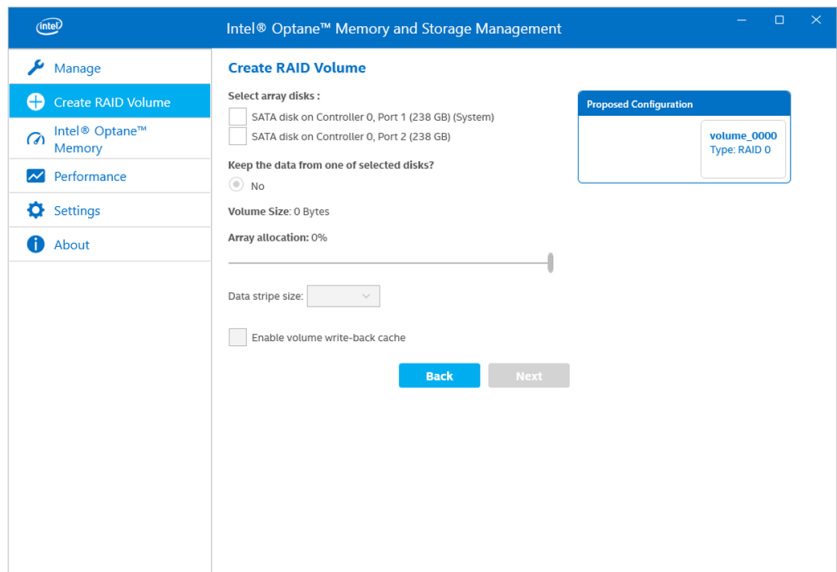 intel
Intel® Optane™ Memory and Storage Management
Manage
Create RAID Volume
Intel® Optane™
Memory
Performance
Settings
About
Create RAID Volume
Select array disks :
SATA disk on Controller 0, Port 1 (238 GB) (System)
SATA disk on Controller 0, Port 2 (238 GB)
Keep the data from one of selected disks?
No
Volume Size: 0 Bytes
Array allocation: 0%
Data stripe size:
Enable volume write-back cache
Back
Next
Proposed Configuration
volume_0000
Type: RAID 0